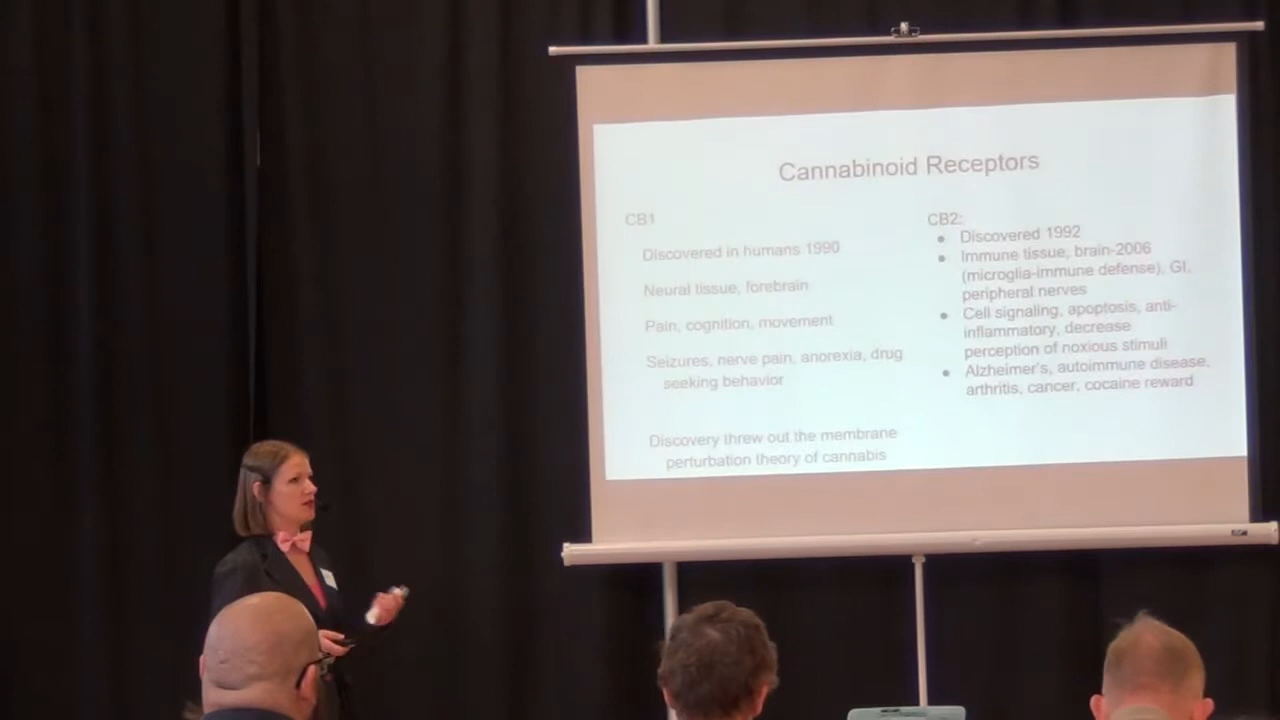 Cannabinoid Receptors
CB1
Discovered in humans 1990
Neural tissue, forebrain
Pain, cognition, movement
Seizures, nerve pain, anorexia, drug
seeking behavior
Discovery threw out the membrane
perturbation theory of cannabis
CB2:
● Discovered 1992
● Immune tissue, brain-2006
(microglia-immune defense), GI,
peripheral nerves
● Cell signaling, apoptosis, anti-
inflammatory, decrease
perception of noxious stimuli
● Alzheimer's, autoimmune disease,
arthritis, cancer, cocaine reward